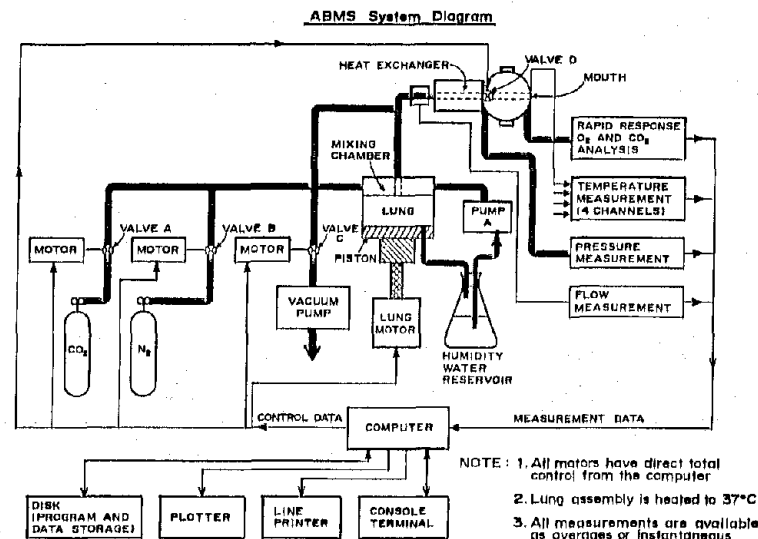 ABMS System Diagram
HEAT EXCHANGER
VALVE D
MOUTH
RAPID RESPONSE
O₂ AND CO₂
ANALYSIS
MIXING
CHAMBER
LUNG
PUMP
A
TEMPERATURE
MEASUREMENT
(4 CHANNELS)
MOTOR
VALVE A
MOTOR
VALVE B
MOTOR
VALVE
C
PISTON
PRESSURE
MEASUREMENT
VACUUM
PUMP
LUNG
MOTOR
FLOW
MEASUREMENT
CO₂
N₂
HUMIDITY
WATER
RESERVOIR
CONTROL DATA
COMPUTER
MEASUREMENT DATA
DISK
(PROGRAM AND
DATA STORAGE)
PLOTTER
LINE
PRINTER
CONSOLE
TERMINAL
NOTE : 1. All motors have direct total
control from the computer
2. Lung assembly is heated to 37°C
3. All measurements are available
as averages or instantaneous